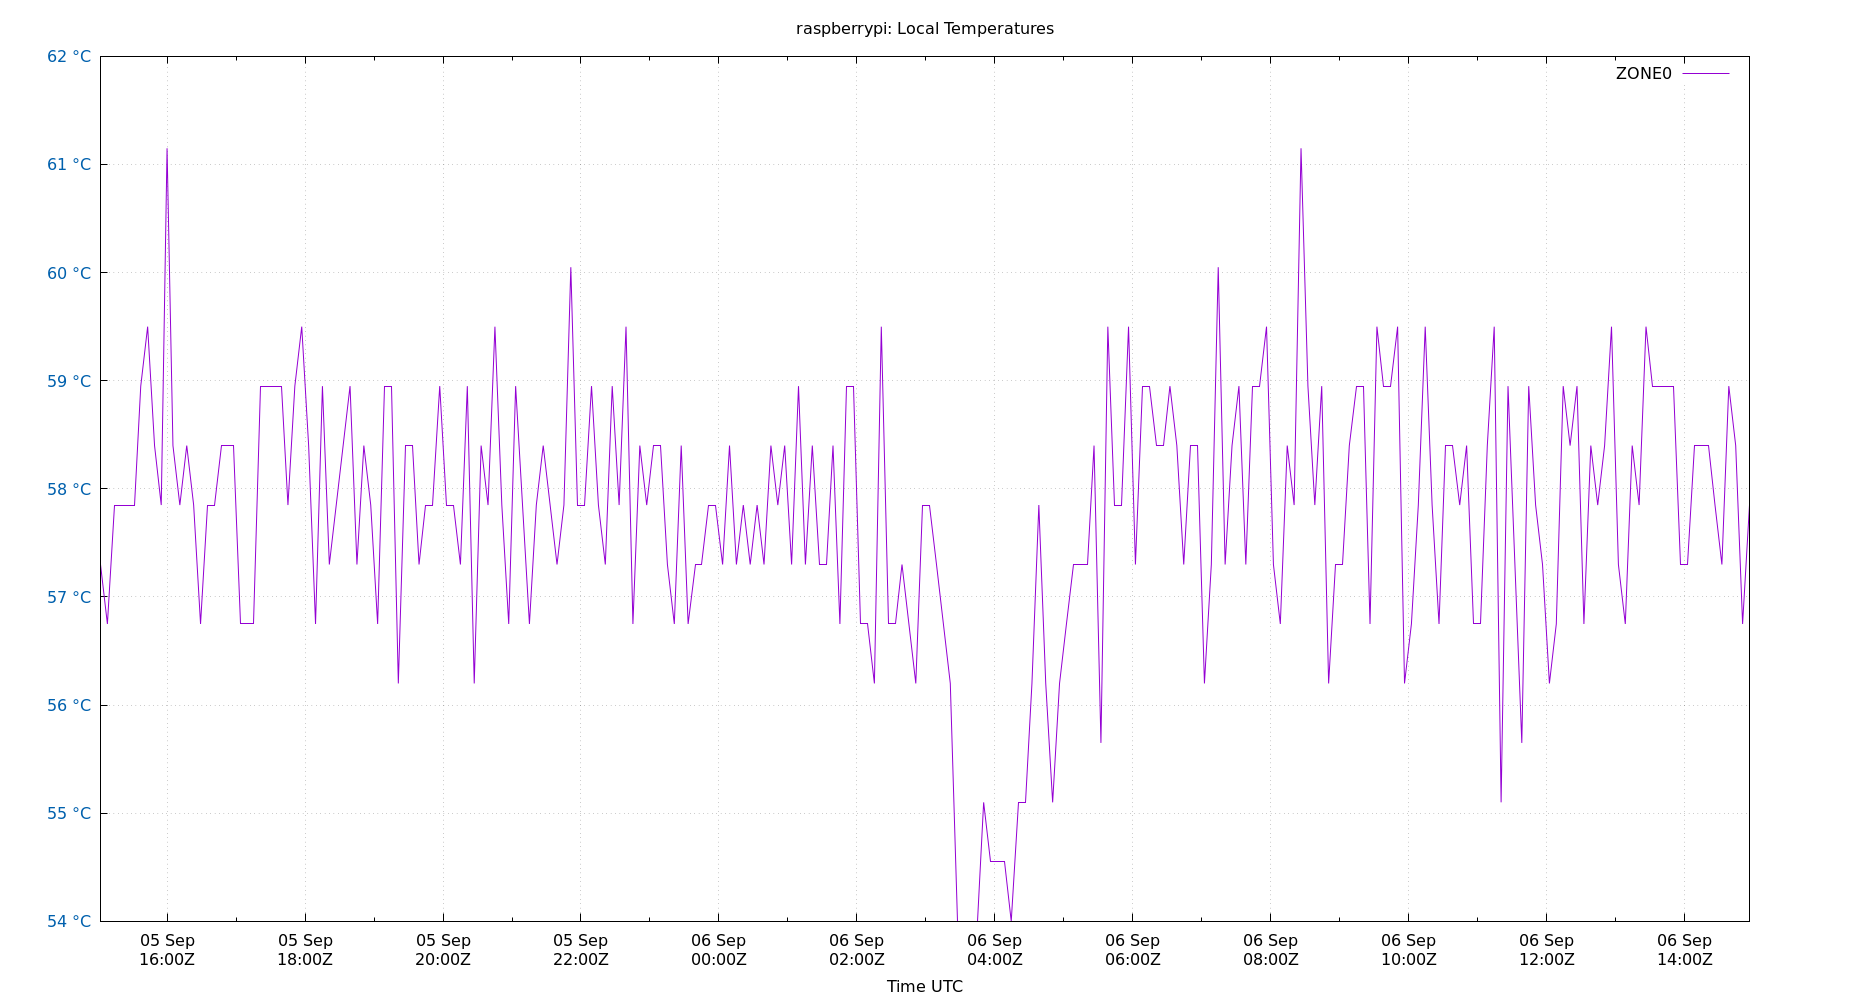 raspberrypi: Local Temperatures
62 °C
ZONE0
61 °C
60 °C
59 °C
58 °C
57 °C
56 °C
55 °C
54 °C
05 Sep 05 Sep 05 Sep 05 Sep 06 Sep 06 Sep 06 Sep 06 Sep 06 Sep 06 Sep 06 Sep 06 Sep
16:00Z 18:00Z 20:00Z 22:00Z 00:00Z 02:00Z 04:00Z 06:00Z 08:00Z 10:00Z 12:00Z 14:00Z
Time UTC